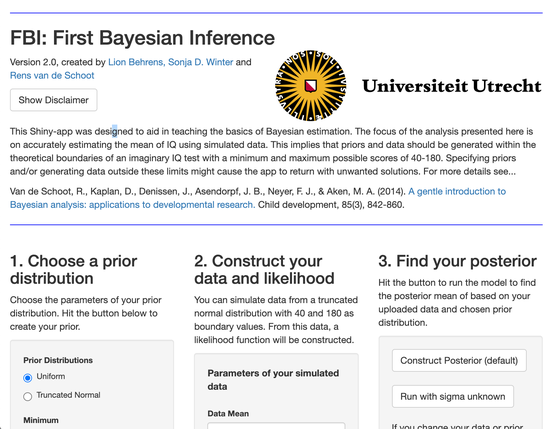 FBI: First Bayesian Inference
Version 2.0, created by Lion Behrens, Sonja D. Winter and
Rens van de Schoot
Show Disclaimer
Universiteit Utrecht
This Shiny-app was designed to aid in teaching the basics of Bayesian estimation. The focus of the analysis presented here is
on accurately estimating the mean of IQ using simulated data. This implies that priors and data should be generated within the
theoretical boundaries of an imaginary IQ test with a minimum and maximum possible scores of 40-180. Specifying priors
and/or generating data outside these limits might cause the app to return with unwanted solutions. For more details see...
Van de Schoot, R., Kaplan, D., Denissen, J., Asendorpf, J. B., Neyer, F. J., & Aken, M. A. (2014). A gentle introduction to
Bayesian analysis: applications to developmental research. Child development, 85(3), 842-860.
1. Choose a prior
distribution
Choose the parameters of your prior
distribution. Hit the button below to
create your prior.
Prior Distributions
Uniform
Truncated Normal
Minimum
2. Construct your
data and likelihood
You can simulate data from a truncated
normal distribution with 40 and 180 as
boundary values. From this data, a
likelihood function will be constructed.
Parameters of your simulated
data
Data Mean
3. Find your posterior
Hit the button to run the model to find
the posterior mean of based on your
uploaded data and chosen prior
distribution.
Construct Posterior (default)
Run with sigma unknown
If you change your data or prior